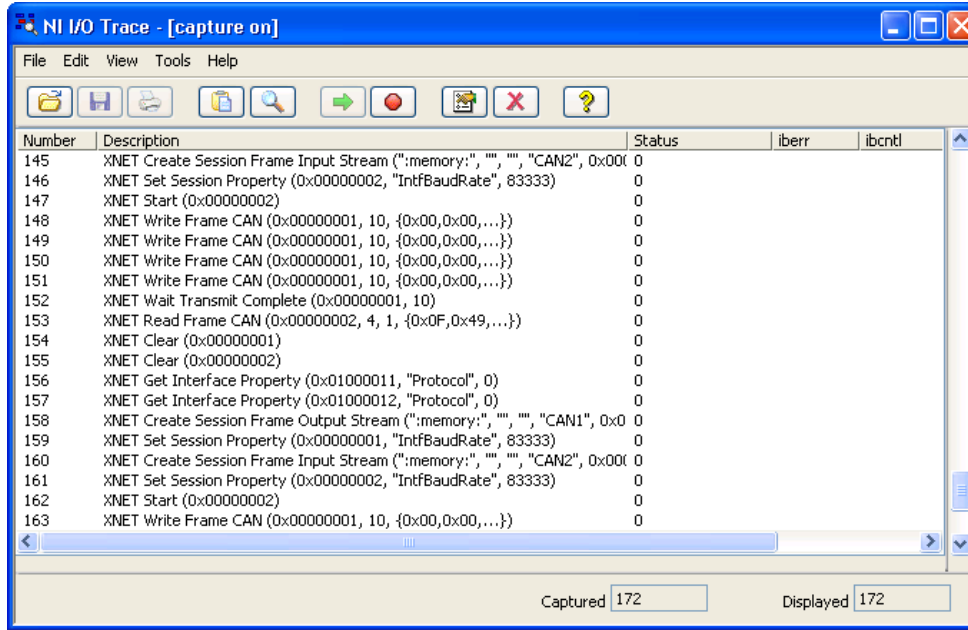 NI I/O Trace - [capture on]
File Edit View Tools Help
Number Description Status iberr ibcntl
145 XNET Create Session Frame Input Stream (":memory:", "", "", "CAN2", 0x00( 0
146 XNET Set Session Property (0x00000002, "IntfBaudRate", 83333) 0
147 XNET Start (0x00000002) 0
148 XNET Write Frame CAN (0x00000001, 10, {0x00,0x00,...}) 0
149 XNET Write Frame CAN (0x00000001, 10, {0x00,0x00,...}) 0
150 XNET Write Frame CAN (0x00000001, 10, {0x00,0x00,...}) 0
151 XNET Write Frame CAN (0x00000001, 10, {0x00,0x00,...}) 0
152 XNET Wait Transmit Complete (0x00000001, 10) 0
153 XNET Read Frame CAN (0x00000002, 4, 1, {0x0F,0x49,...}) 0
154 XNET Clear (0x00000001) 0
155 XNET Clear (0x00000002) 0
156 XNET Get Interface Property (0x01000011, "Protocol", 0) 0
157 XNET Get Interface Property (0x01000012, "Protocol", 0) 0
158 XNET Create Session Frame Output Stream (":memory:", "", "", "CAN1", 0x0 0
159 XNET Set Session Property (0x00000001, "IntfBaudRate", 83333) 0
160 XNET Create Session Frame Input Stream (":memory:", "", "", "CAN2", 0x00( 0
161 XNET Set Session Property (0x00000002, "IntfBaudRate", 83333) 0
162 XNET Start (0x00000002) 0
163 XNET Write Frame CAN (0x00000001, 10, {0x00,0x00,...}) 0
Captured 172 Displayed 172